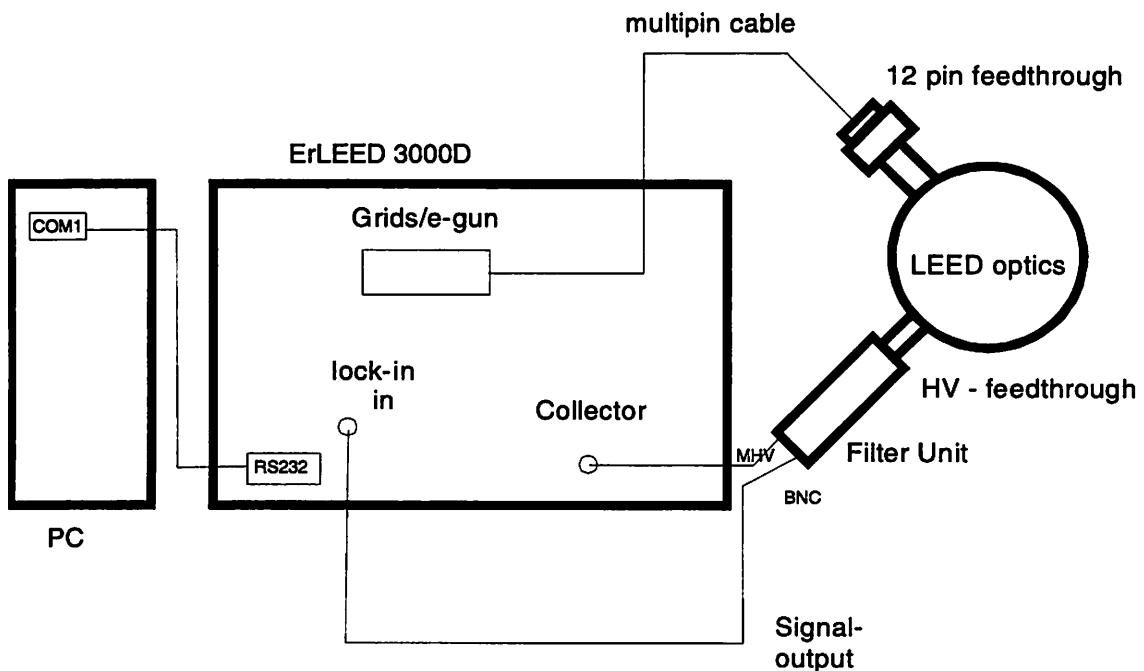 multipin cable
12 pin feedthrough
ErLEED 3000D
COM1
Grids/e-gun
LEED optics
lock-in
in
Collector
HV - feedthrough
RS232
MHV
Filter Unit
BNC
PC
Signal-
output